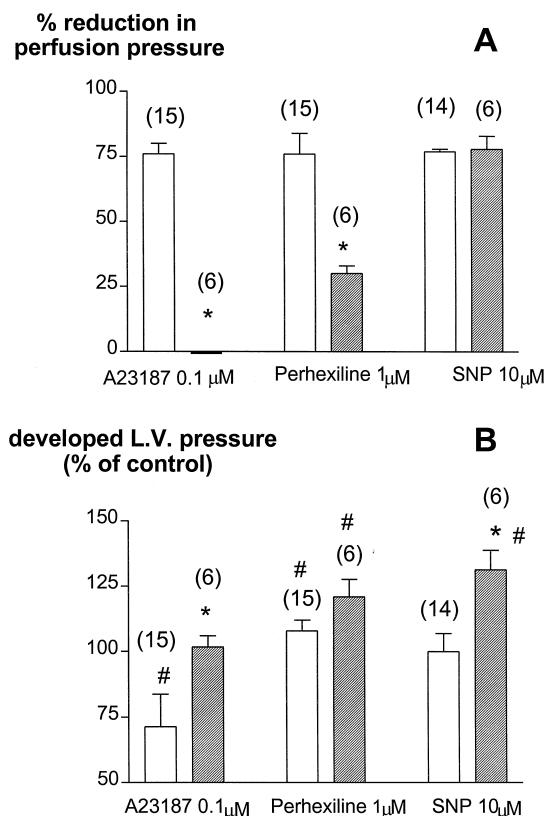 % reduction in
perfusion pressure
A
100
75
50
25
0
(15)
(6)
*
(15)
(6)
*
(14)
(6)
A23187 0.1 μM
Perhexiline 1μM
SNP 10μM
developed L.V. pressure
(% of control)
B
150
125
100
75
50
(15)
#
(6)
*
#
(15)
#
(6)
(14)
(6)
* #
A23187 0.1μM
Perhexiline 1μM
SNP 10μM